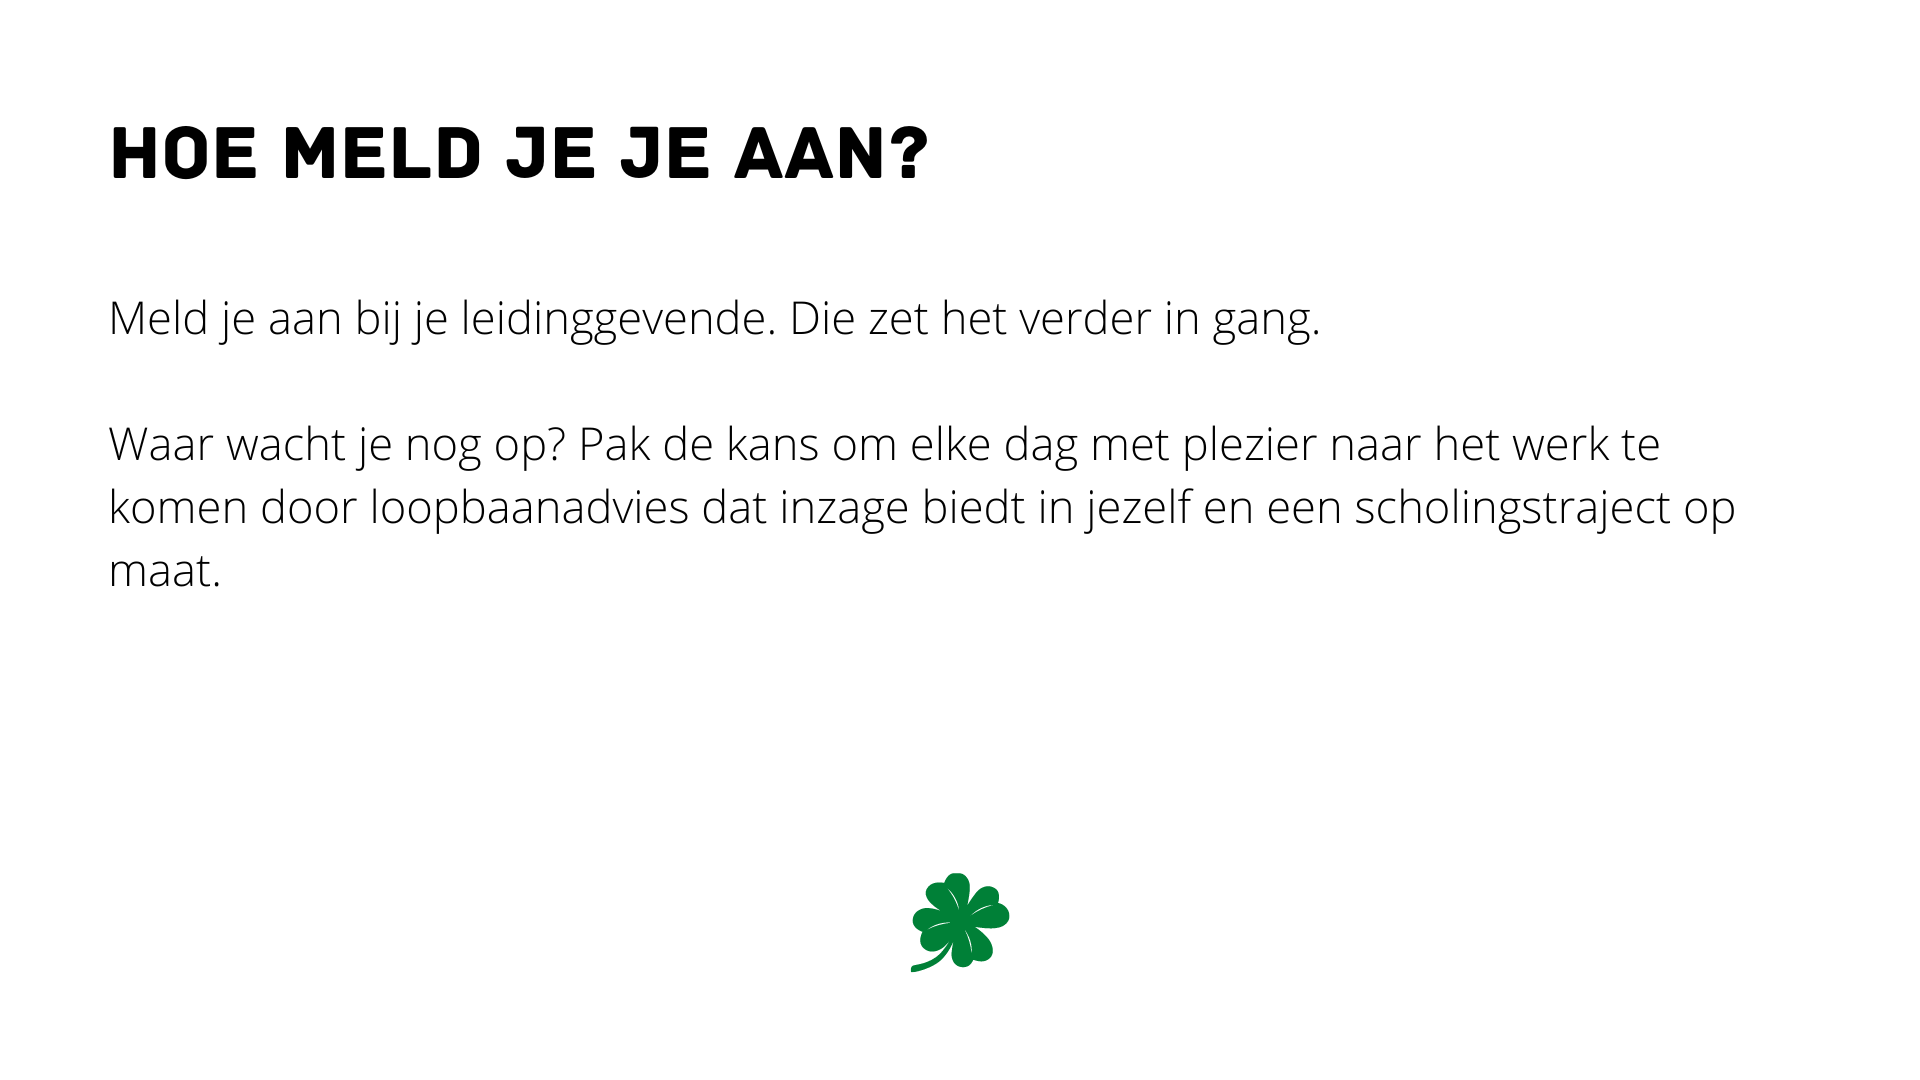 HOE MELD JE JE AAN?
Meld je aan bij je leidinggevende. Die zet het verder in gang.
Waar wacht je nog op? Pak de kans om elke dag met plezier naar het werk te
komen door loopbaanadvies dat inzage biedt in jezelf en een scholingstraject op
maat.